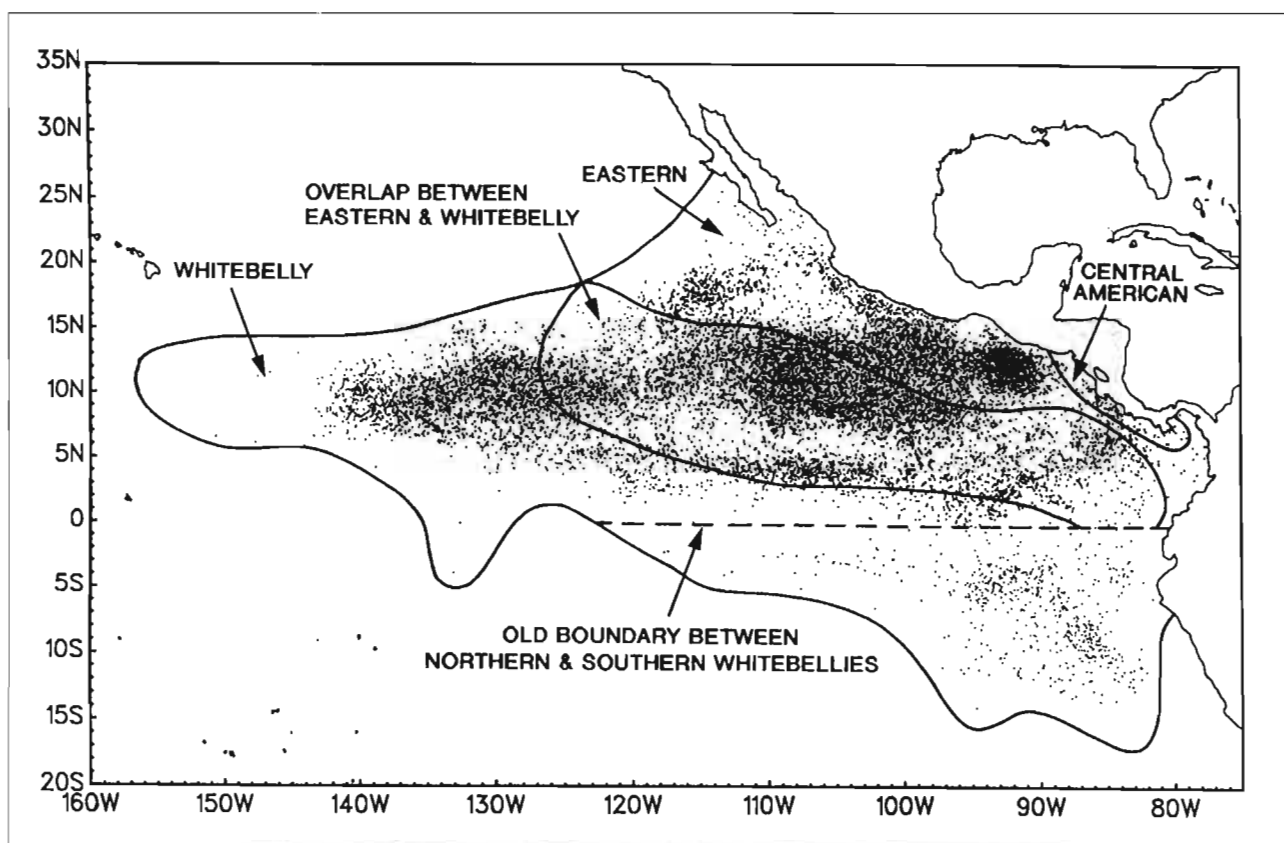 35N
30N
25N
20N
15N
10N
5N
0
5S
10S
15S
20S
160W 150W 140W 130W 120W 110W 100W 90W 80W
EASTERN
OVERLAP BETWEEN
EASTERN & WHITEBELLY
WHITEBELLY
CENTRAL
AMERICAN
OLD BOUNDARY BETWEEN
NORTHERN & SOUTHERN WHITEBELLIES